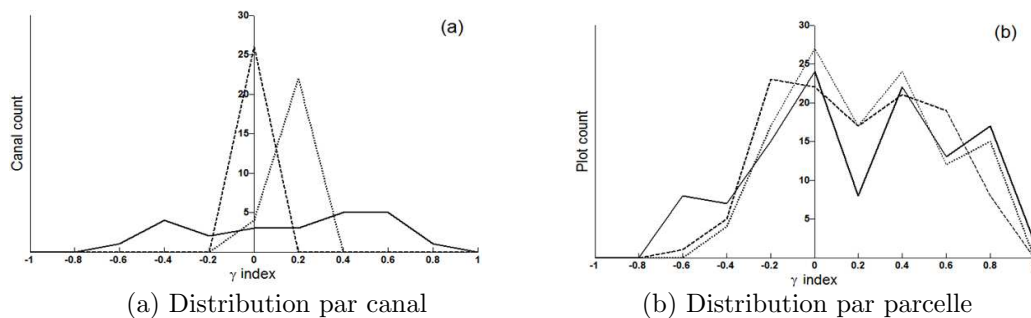 (a)
30
25
20
15
10
5
Canal count
-1 -0.8 -0.6 -0.4 -0.2 0 0.2 0.4 0.6 0.8 1
γ index
(a) Distribution par canal
(b)
30
25
20
15
10
5
Plot count
-1 -0.8 -0.6 -0.4 -0.2 0 0.2 0.4 0.6 0.8 1
γ index
(b) Distribution par parcelle